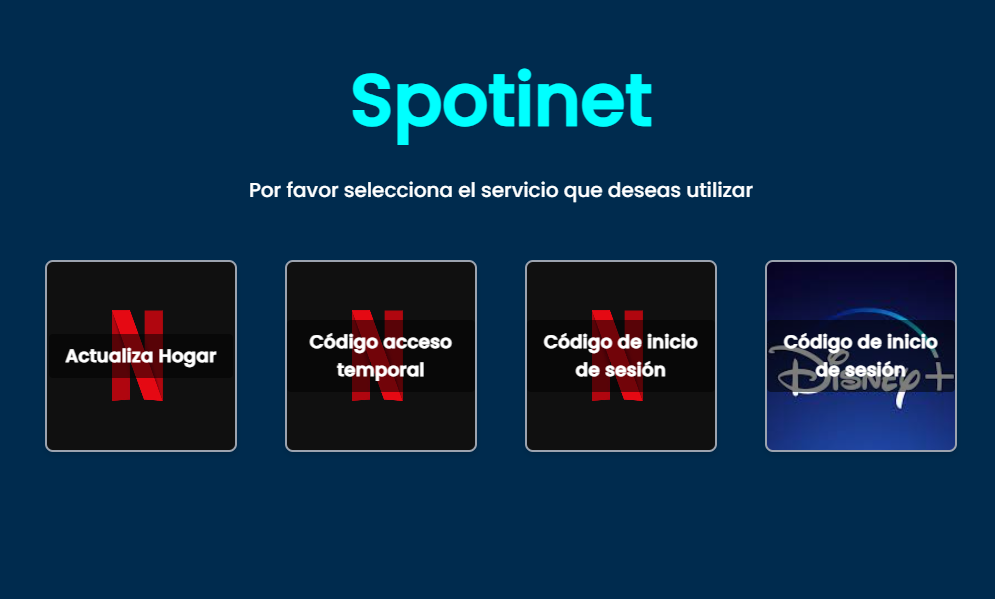 Spotinet
Por favor selecciona el servicio que deseas utilizar
Actualiza Hogar
Código acceso
temporal
Código de inicio
de sesión
Código de inicio
de sesión
Disney+